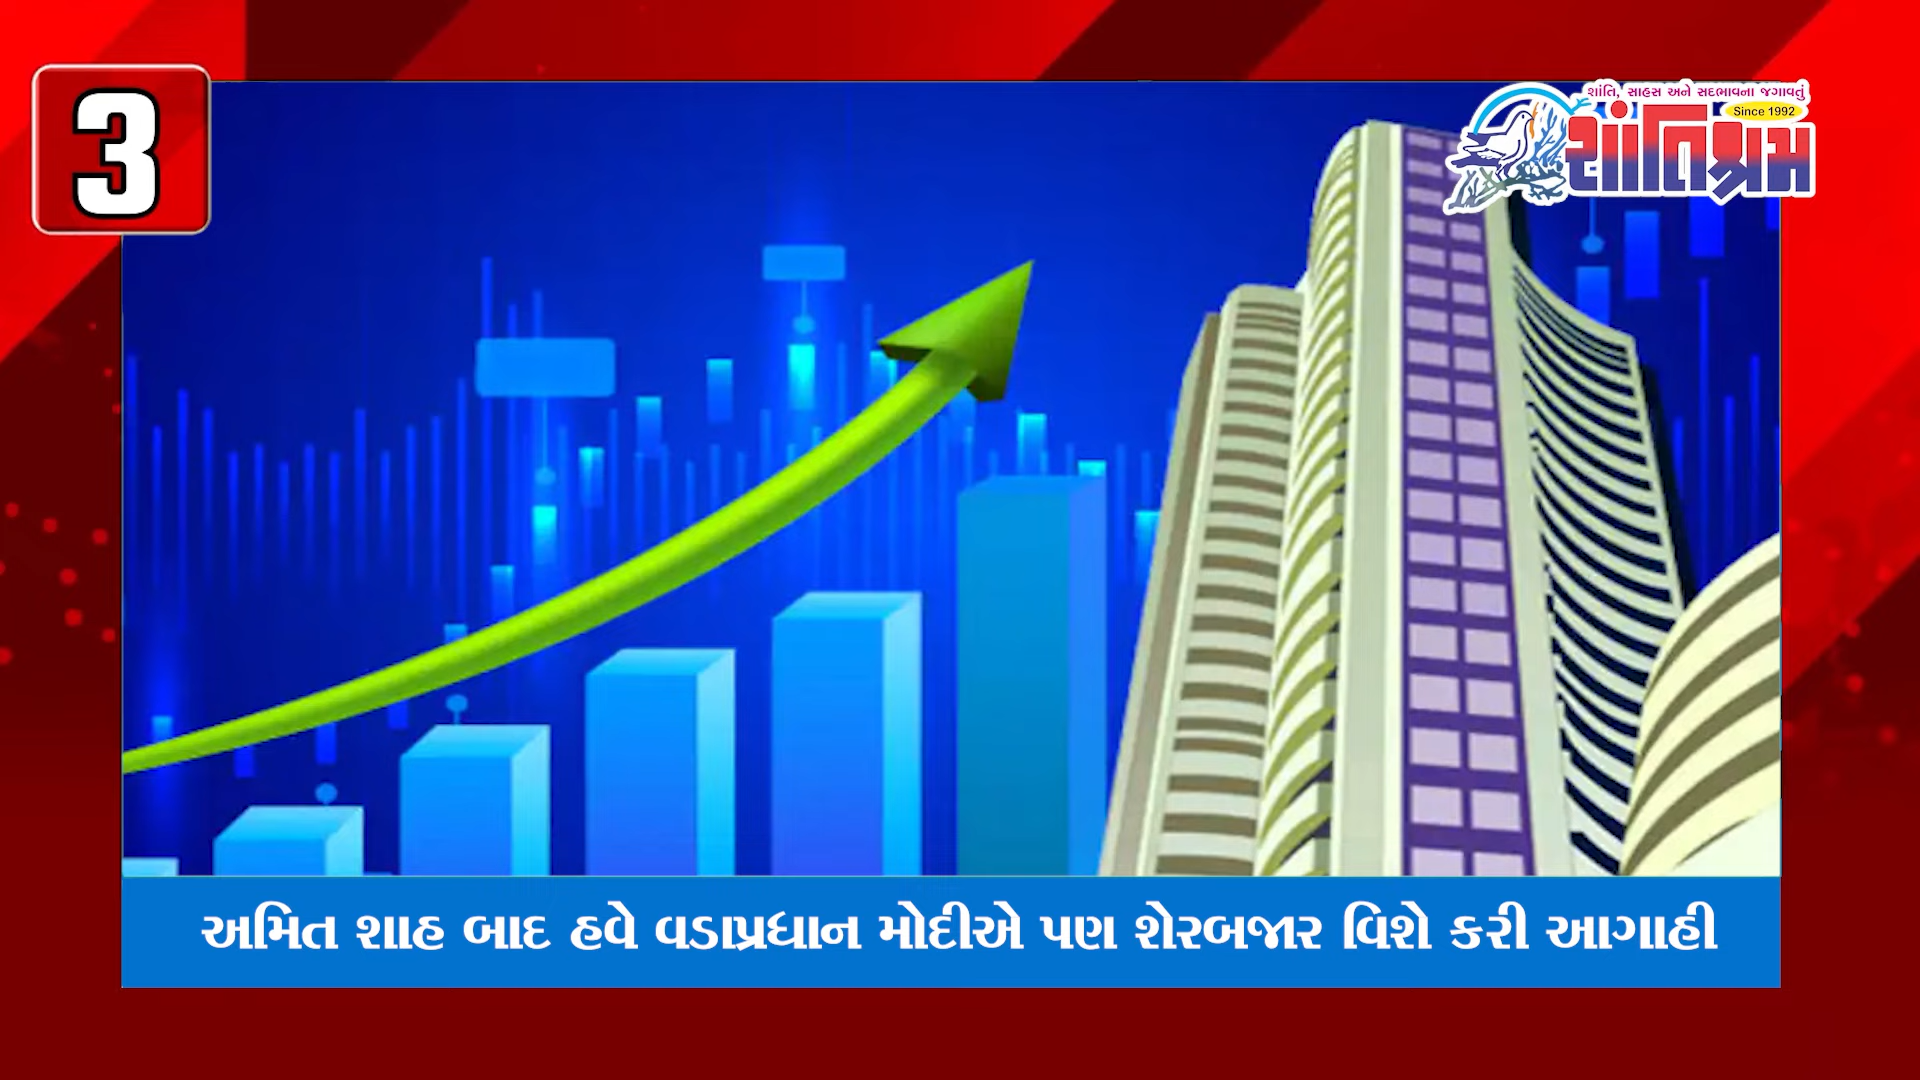 3
શાંતિ, સાહસ અને સદભાવના જગાવતું
Since 1992
શાંતિશ્રમ
અમિત શાહ બાદ હવે વડાપ્રધાન મોદીએ પણ શેરબજાર વિશે કરી આગાહી